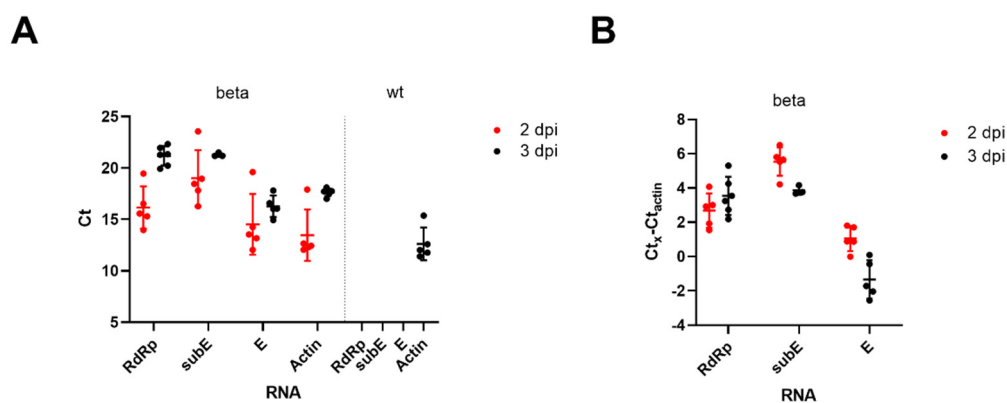 A
beta wt
Ct
25
20
15
10
5
RdRp subE E Actin RdRp subE E Actin
RNA
2 dpi
3 dpi
B
beta
Ctx-Ctactin
8
6
4
2
0
-2
-4
RdRp subE E
RNA
2 dpi
3 dpi